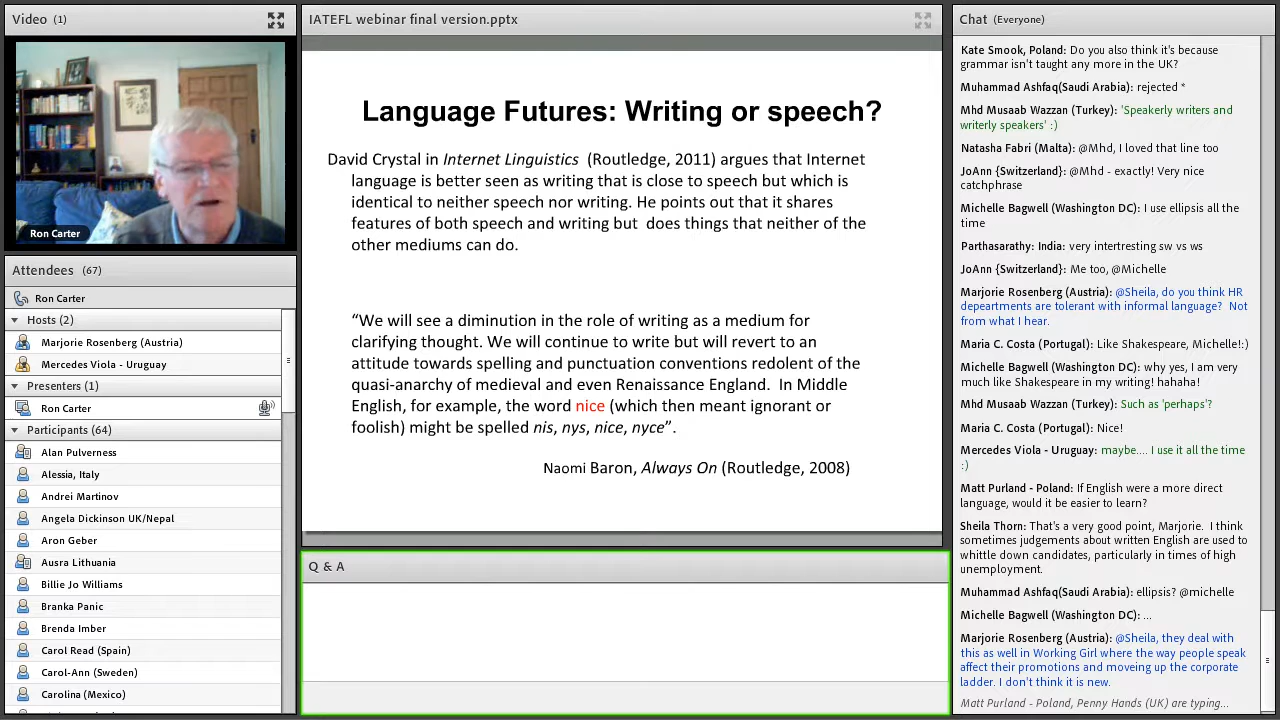 Video (1)
Ron Carter
Attendees (67)
Ron Carter
Hosts (2)
Marjorie Rosenberg (Austria)
Mercedes Viola - Uruguay
Presenters (1)
Ron Carter
Participants (64)
Alan Pulverness
Alessia, Italy
Andrei Martinov
Angela Dickinson UK/Nepal
Aron Geber
Ausra Lithuania
Billie Jo Williams
Branka Panic
Brenda Imber
Carol Read (Spain)
Carol-Ann (Sweden)
Carolina (Mexico)
IATEFL webinar final version.pptx
Language Futures: Writing or speech?
David Crystal in Internet Linguistics (Routledge, 2011) argues that Internet
language is better seen as writing that is close to speech but which is
identical to neither speech nor writing. He points out that it shares
features of both speech and writing but does things that neither of the
other mediums can do.
“We will see a diminution in the role of writing as a medium for
clarifying thought. We will continue to write but will revert to an
attitude towards spelling and punctuation conventions redolent of the
quasi-anarchy of medieval and even Renaissance England. In Middle
English, for example, the word nice (which then meant ignorant or
foolish) might be spelled nis, nys, nice, nyce”.
Naomi Baron, Always On (Routledge, 2008)
Q & A
Chat (Everyone)
Kate Smook, Poland: Do you also think it's because
grammar isn't taught any more in the UK?
Muhammad Ashfaq(Saudi Arabia): rejected *
Mhd Musaab Wazzan (Turkey): 'Speakerly writers and
writerly speakers' :)
Natasha Fabri (Malta): @Mhd, I loved that line too
JoAnn {Switzerland}: @Mhd - exactly! Very nice
catchphrase
Michelle Bagwell (Washington DC): I use ellipsis all the
time
Parthasarathy: India: very intertresting sw vs ws
JoAnn {Switzerland}: Me too, @Michelle
Marjorie Rosenberg (Austria): @Sheila, do you think HR
depeartments are tolerant with informal language? Not
from what I hear.
Maria C. Costa (Portugal): Like Shakespeare, Michelle!:)
Michelle Bagwell (Washington DC): why yes, I am very
much like Shakespeare in my writing! hahaha!
Mhd Musaab Wazzan (Turkey): Such as 'perhaps'?
Maria C. Costa (Portugal): Nice!
Mercedes Viola - Uruguay: maybe.... I use it all the time
:)
Matt Purland - Poland: If English were a more direct
language, would it be easier to learn?
Sheila Thorn: That's a very good point, Marjorie. I think
sometimes judgements about written English are used to
whittle down candidates, particularly in times of high
unemployment.
Muhammad Ashfaq(Saudi Arabia): ellipsis? @michelle
Michelle Bagwell (Washington DC): ...
Marjorie Rosenberg (Austria): @Sheila, they deal with
this as well in Working Girl where the way people speak
affect their promotions and moveing up the corporate
ladder. I don't think it is new.
Matt Purland - Poland, Penny Hands (UK) are typing...